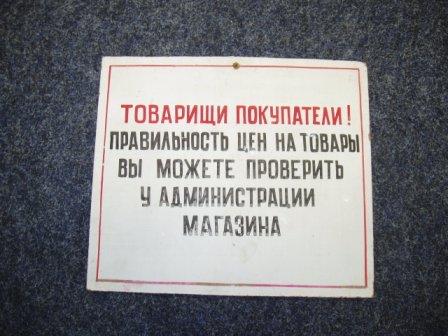 ТОВАРИЩИ ПОКУПАТЕЛИ!
ПРАВИЛЬНОСТЬ ЦЕН НА ТОВАРЫ
ВЫ МОЖЕТЕ ПРОВЕРИТЬ
У АДМИНИСТРАЦИИ
МАГАЗИНА